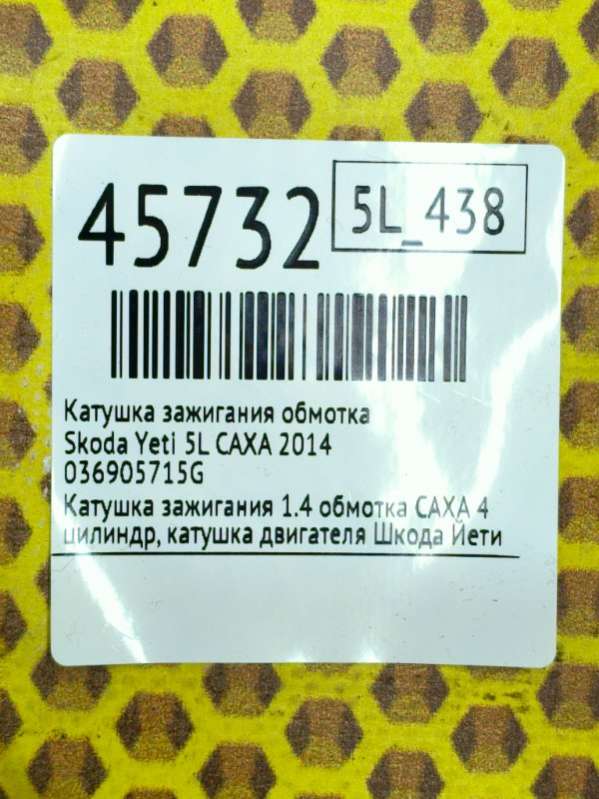 45732
5L_438
Катушка зажигания обмотка
Skoda Yeti 5L CAXA 2014
036905715G
Катушка зажигания 1.4 обмотка CAXA 4
цилиндр, катушка двигателя Шкода Йети